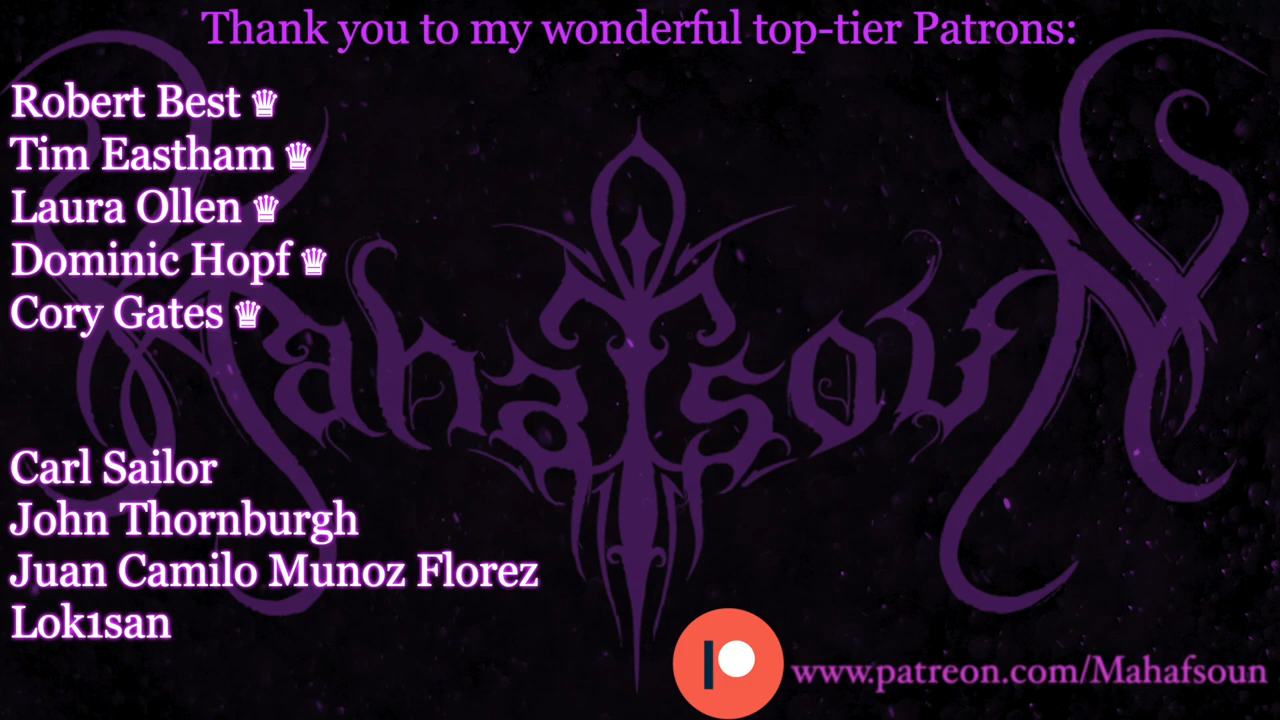 Thank you to my wonderful top-tier Patrons:
Robert Best ♛
Tim Eastham ♛
Laura Ollen ♛
Dominic Hopf ♛
Cory Gates ♛
Mahafsoun
Carl Sailor
John Thornburgh
Juan Camilo Munoz Florez
Lok1san
www.patreon.com/Mahafsoun